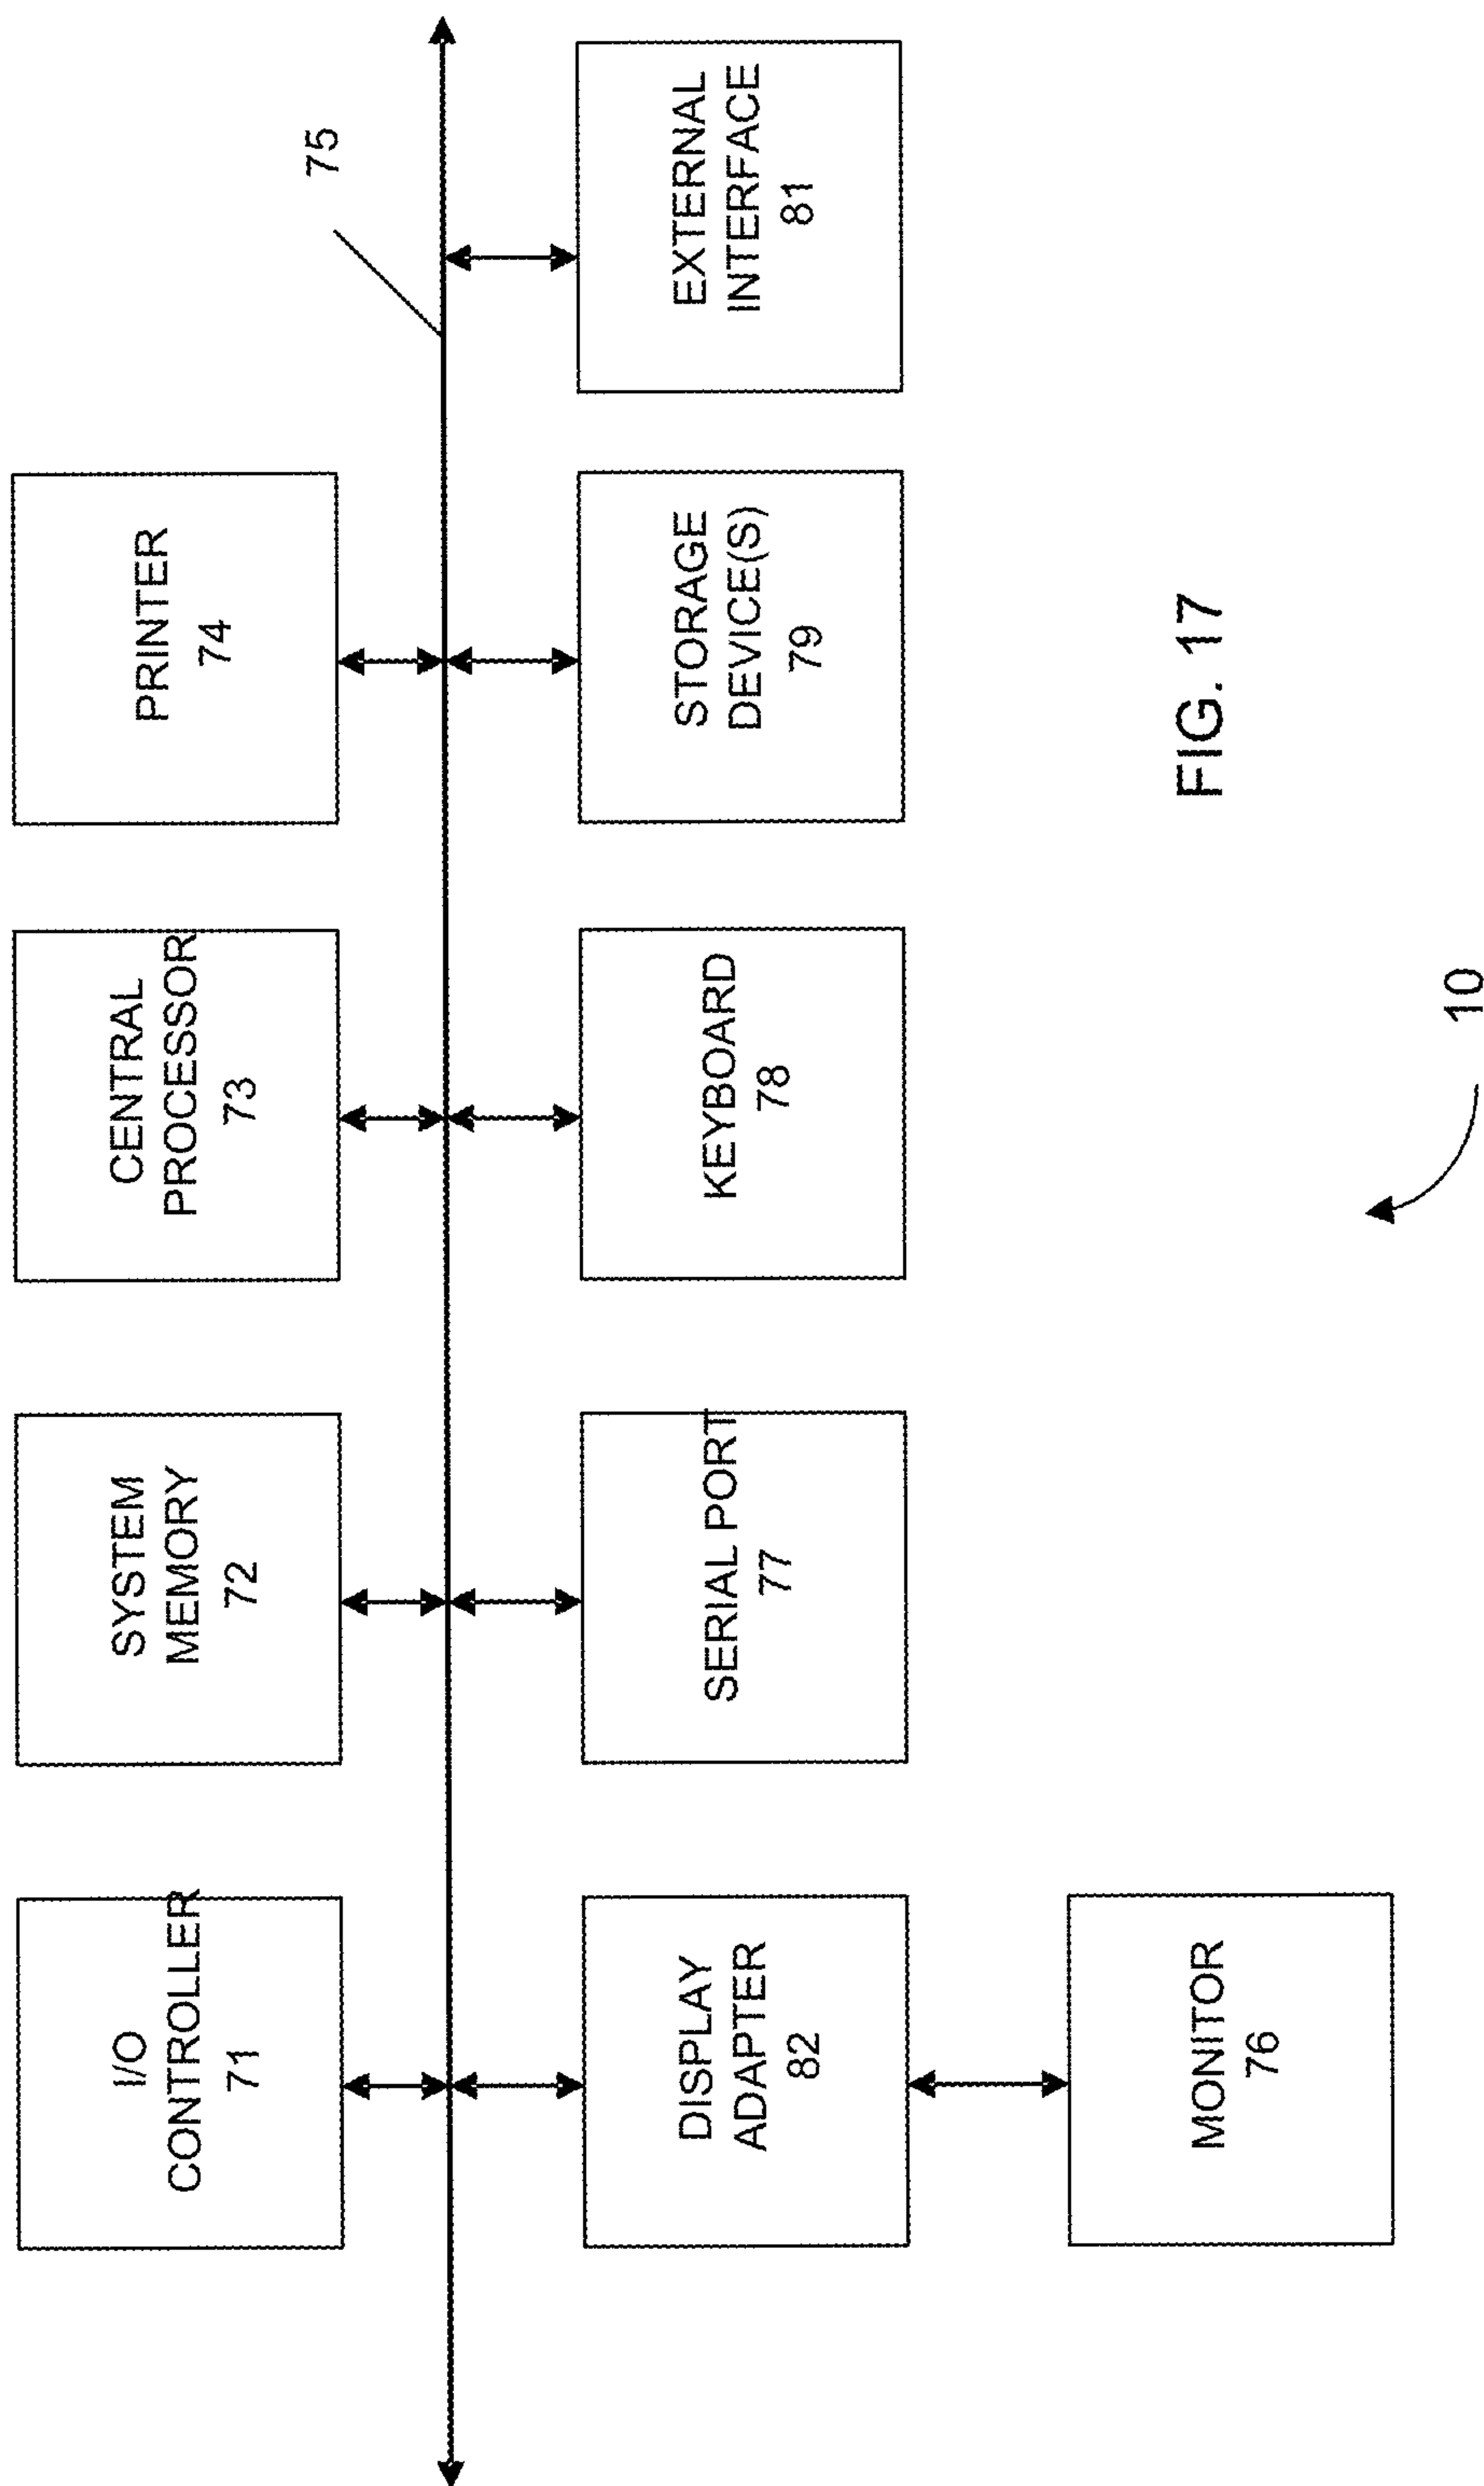 I/O
CONTROLLER
71
SYSTEM
MEMORY
72
CENTRAL
PROCESSOR
73
PRINTER
74
75
DISPLAY
ADAPTER
82
SERIAL PORT
77
KEYBOARD
78
STORAGE
DEVICE(S)
79
EXTERNAL
INTERFACE
81
MONITOR
76
10
FIG. 17